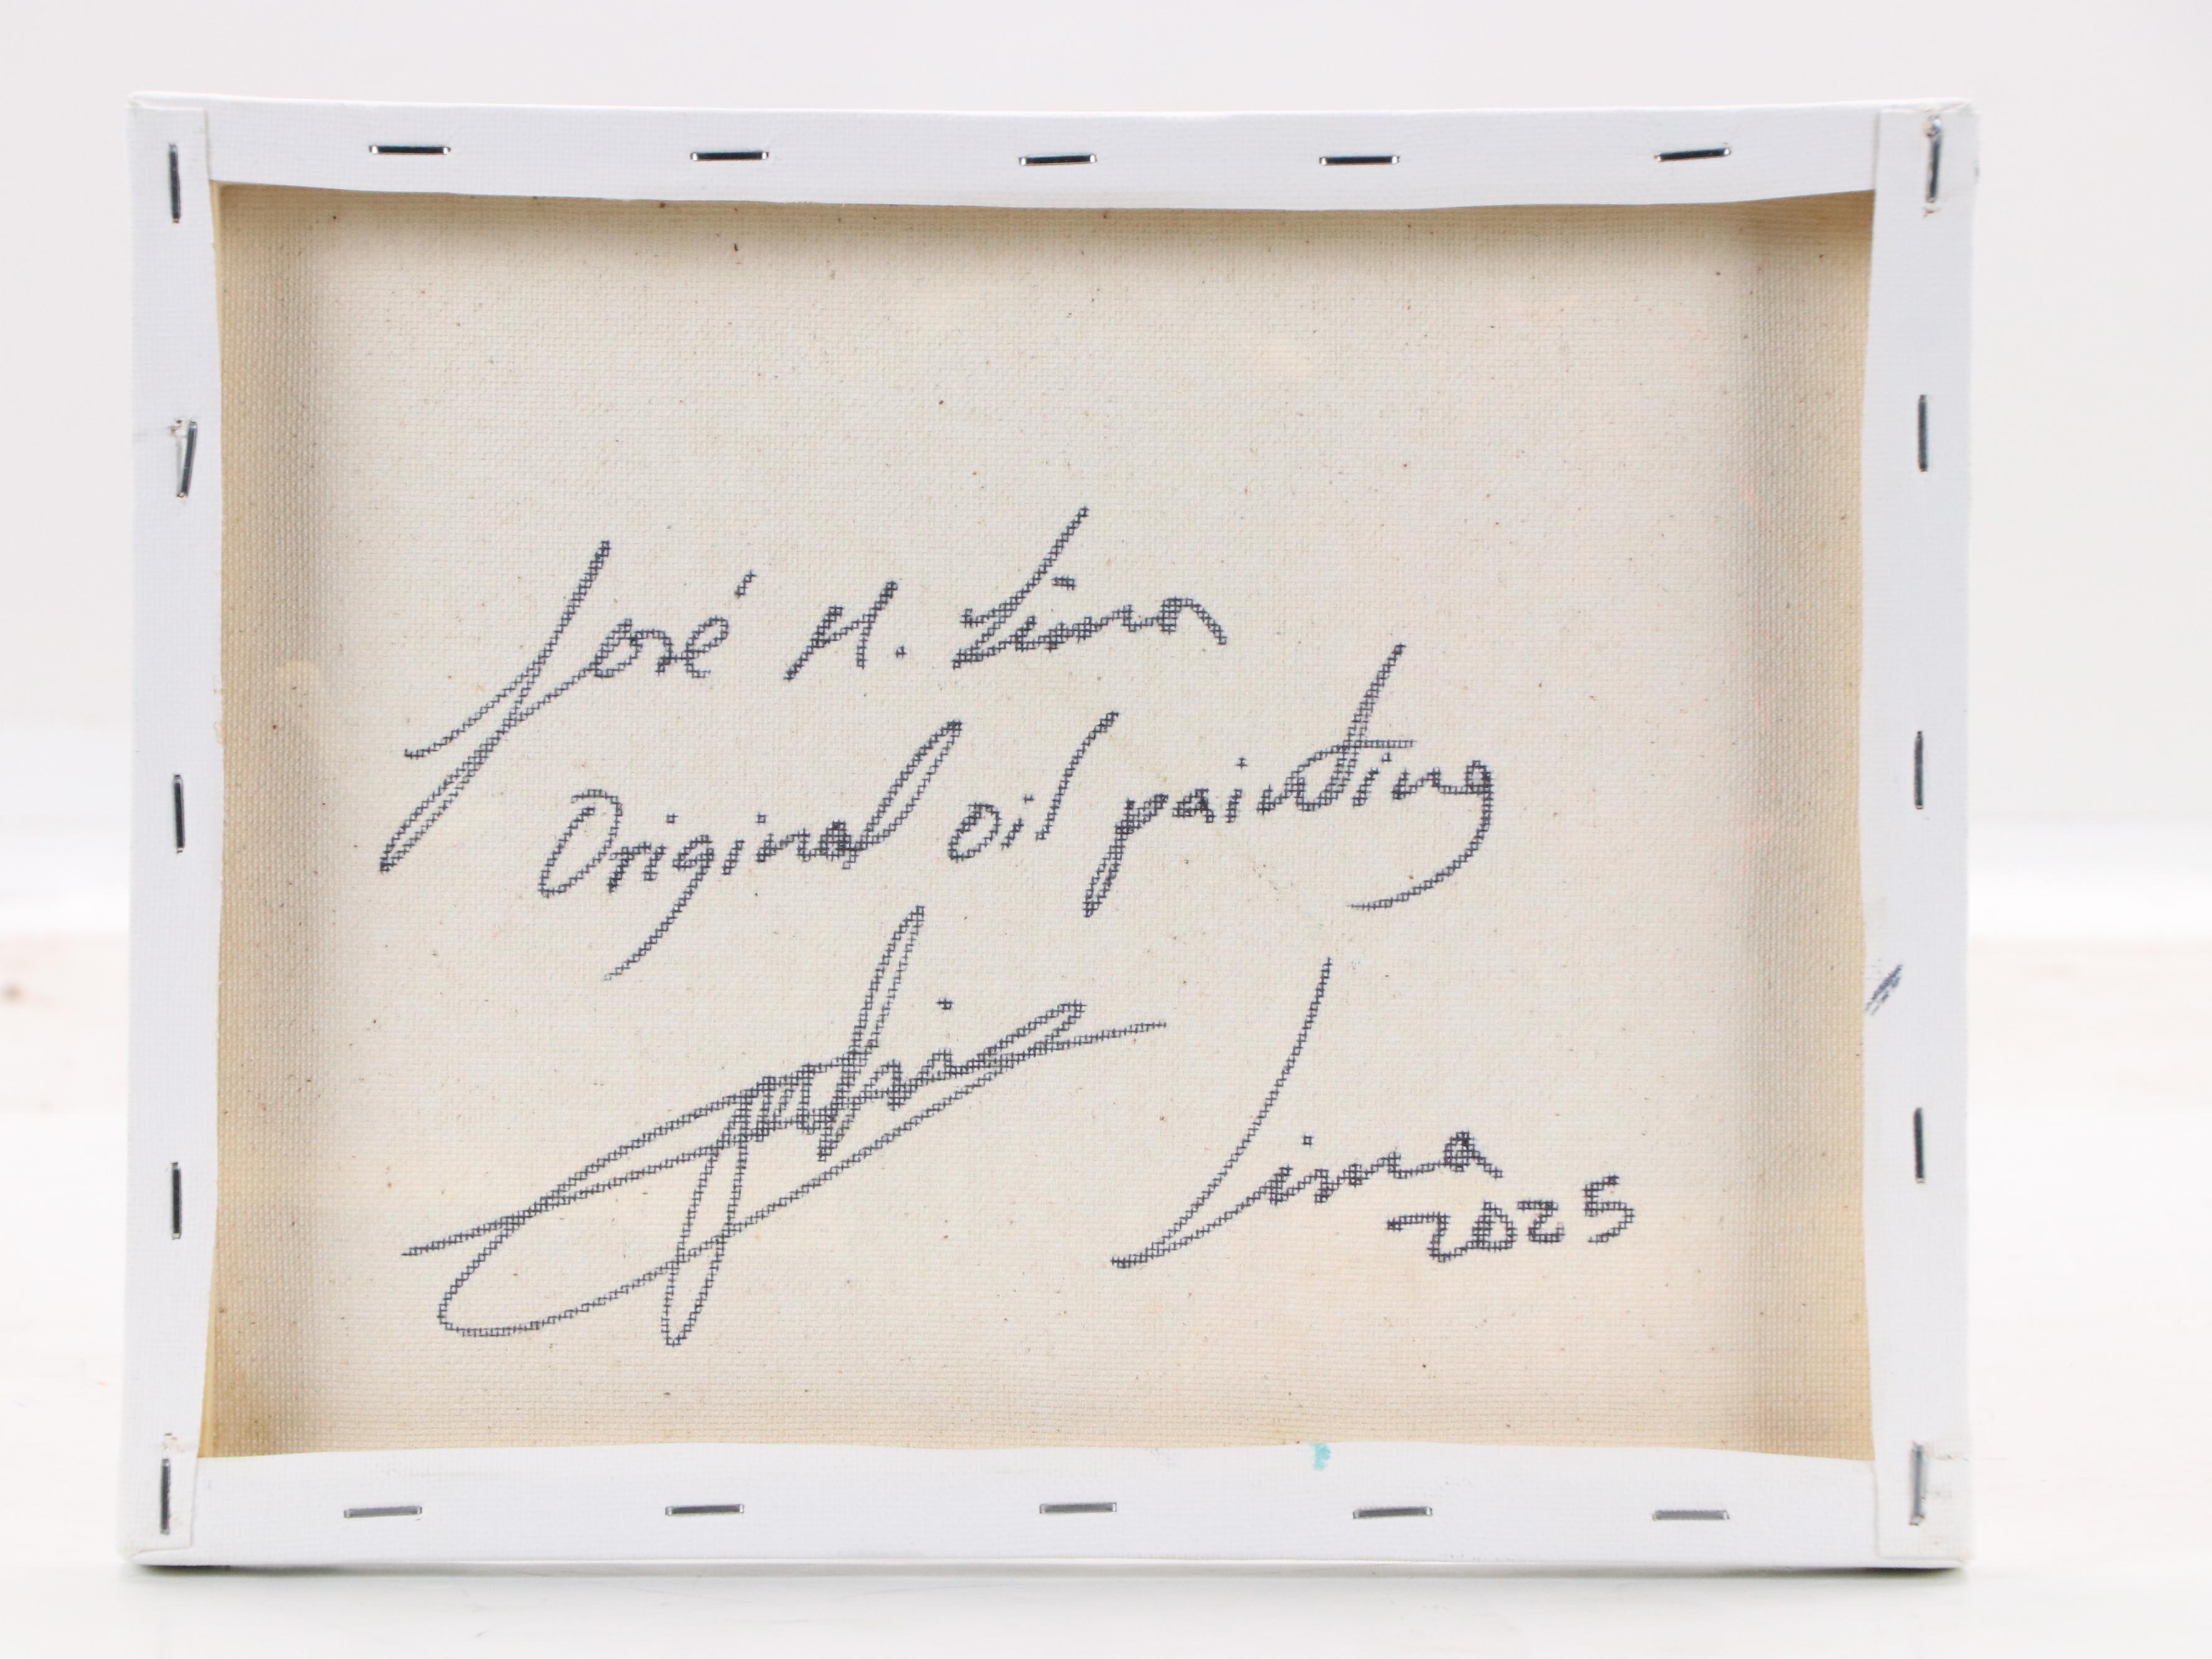 José M. Lima
Original oil painting
Lima
2025